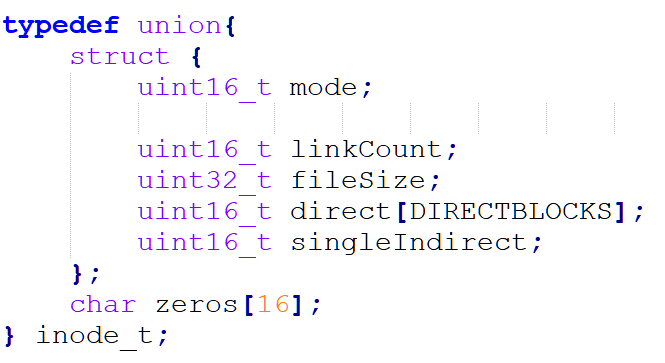 typedef union{
struct {
uint16_t mode;
uint16_t linkCount;
uint32_t fileSize;
uint16_t direct[DIRECTBLOCKS];
uint16_t singleIndirect;
};
char zeros[16];
} inode_t;